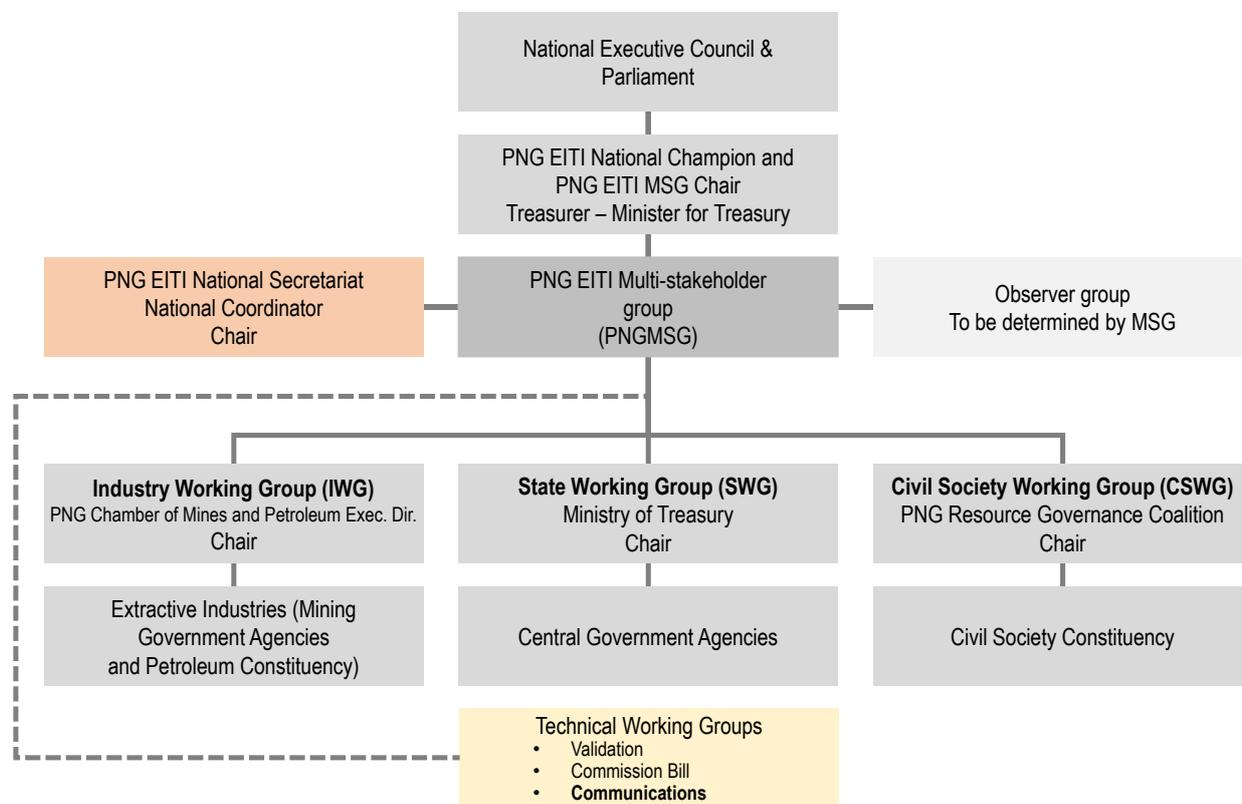 National Executive Council &
Parliament
PNG EITI National Champion and
PNG EITI MSG Chair
Treasurer – Minister for Treasury
PNG EITI National Secretariat
National Coordinator
Chair
PNG EITI Multi-stakeholder
group
(PNGMSG)
Observer group
To be determined by MSG
Industry Working Group (IWG)
PNG Chamber of Mines and Petroleum Exec. Dir.
Chair
State Working Group (SWG)
Ministry of Treasury
Chair
Civil Society Working Group (CSWG)
PNG Resource Governance Coalition
Chair
Extractive Industries (Mining
Government Agencies
and Petroleum Constituency)
Central Government Agencies
Civil Society Constituency
Technical Working Groups
• Validation
• Commission Bill
• Communications